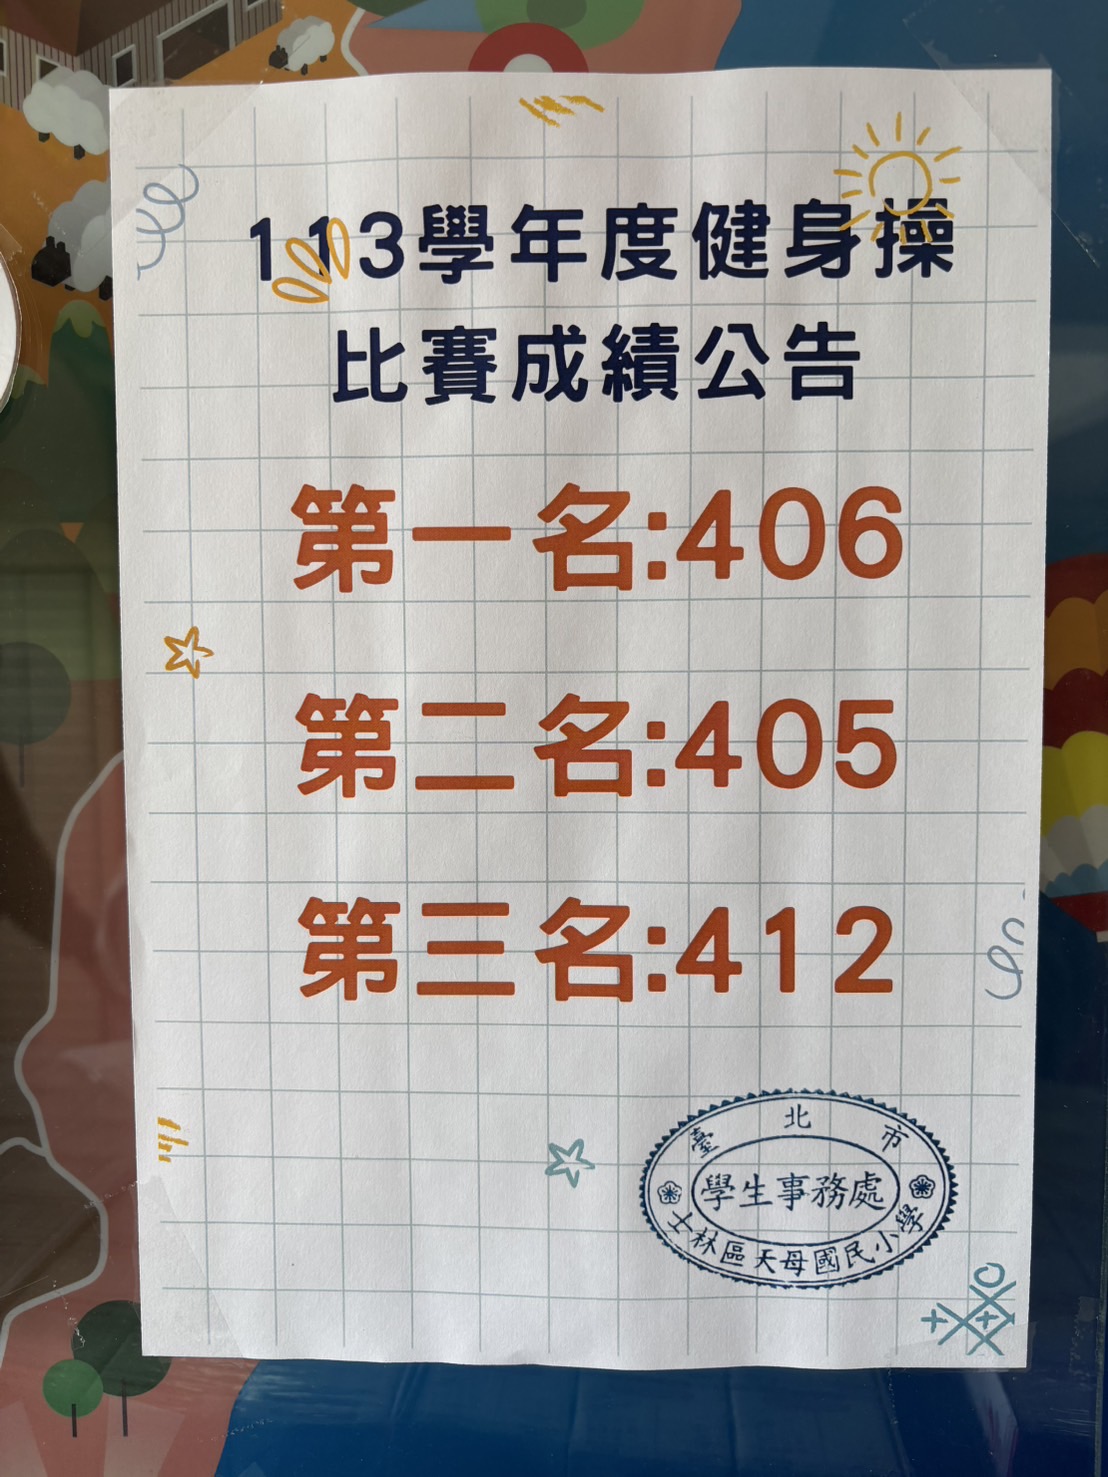 113學年度健身操
比賽成績公告
第一名:406
第二名:405
第三名:412
臺北市
學生事務處
士林區天母國民小學